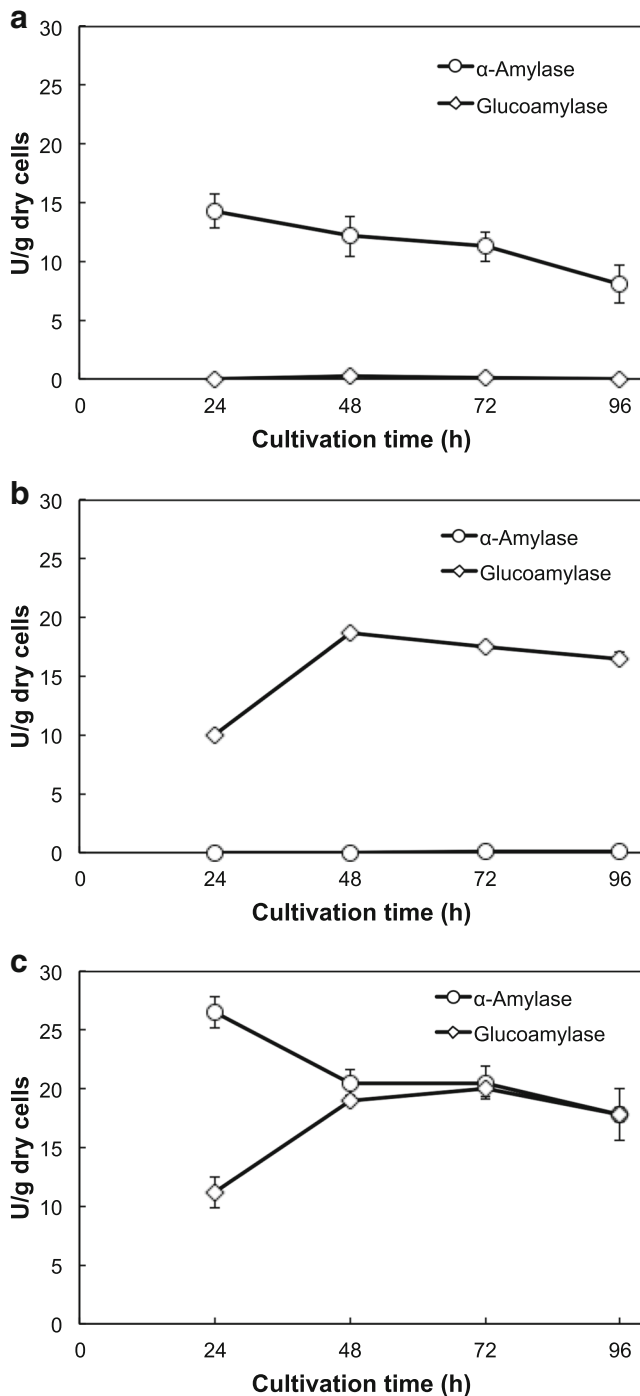 a
30
25
20
15
10
5
0
U/g dry cells
α-Amylase
Glucoamylase
0 24 48 72 96
Cultivation time (h)
b
30
25
20
15
10
5
0
U/g dry cells
α-Amylase
Glucoamylase
0 24 48 72 96
Cultivation time (h)
c
30
25
20
15
10
5
0
U/g dry cells
α-Amylase
Glucoamylase
0 24 48 72 96
Cultivation time (h)